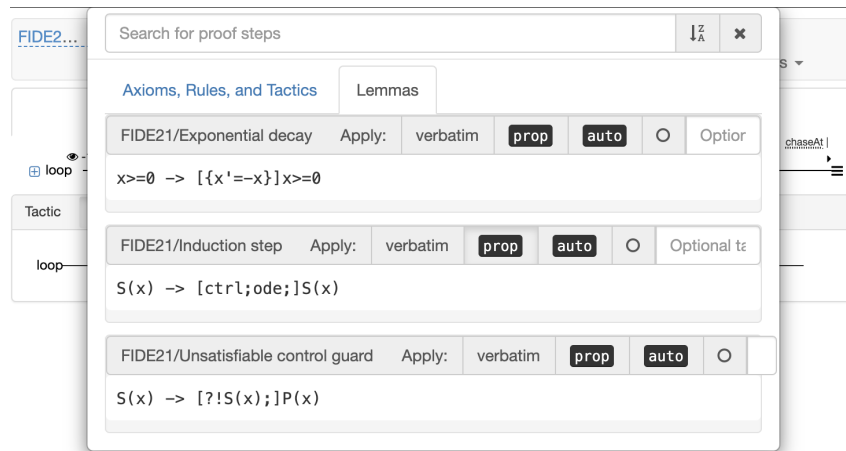 FIDE2...
Search for proof steps
Axioms, Rules, and Tactics Lemmas
FIDE21/Exponential decay Apply: verbatim prop auto Optior
x>=0 -> [{x'=-x}]x>=0
FIDE21/Induction step Apply: verbatim prop auto Optional ta
S(x) -> [ctrl;ode;]S(x)
FIDE21/Unsatisfiable control guard Apply: verbatim prop auto
S(x) -> [?!S(x);]P(x)
s
chaseAt
loop
Tactic
loop